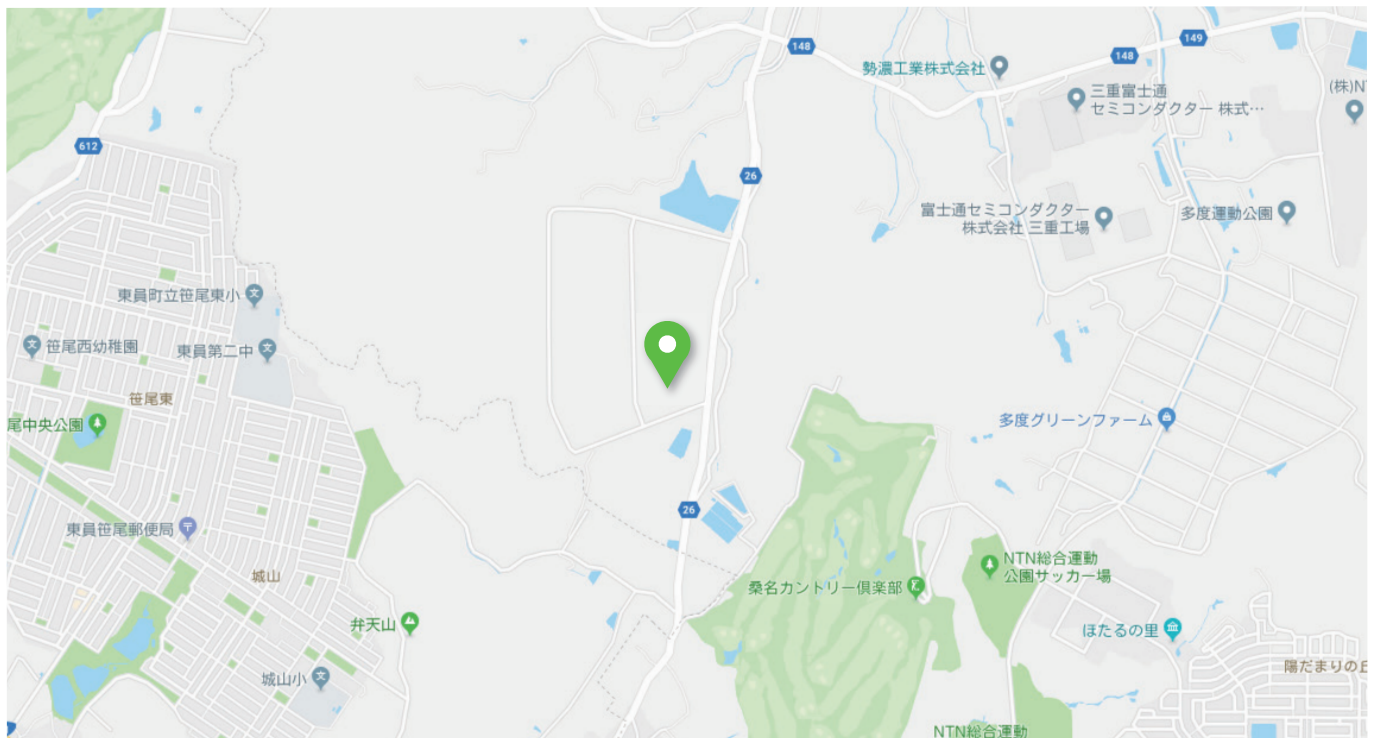 149
148
148
勢濃工業株式会社
三重富士通
セミコンダクター 株式…
(株)N
612
26
富士通セミコンダクター
株式会社 三重工場
多度運動公園
東員町立笹尾東小
文
笹尾西幼稚園
文
東員第二中
文
笹尾東
尾中央公園
多度グリーンファーム
26
東員笹尾郵便局
〒
城山
NTN総合運動
公園サッカー場
桑名カントリー倶楽部
弁天山
ほたるの里
城山小
文
陽だまりの丘
NTN総合運動